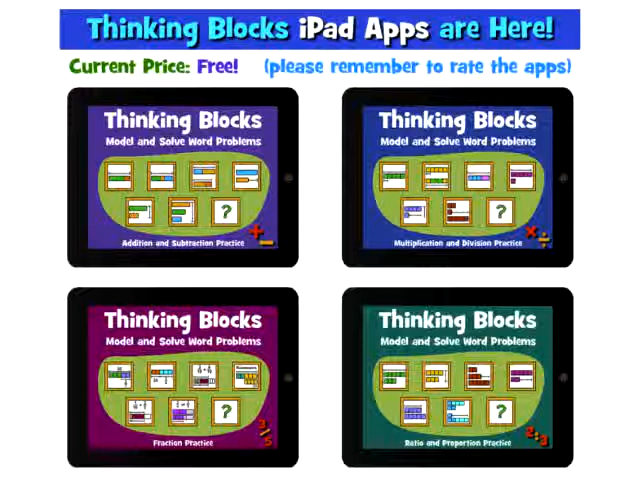 Thinking Blocks iPad Apps are Here!
Current Price: Free! (please remember to rate the apps)
Thinking Blocks
Model and Solve Word Problems
?
+
−
Addition and Subtraction Practice
Thinking Blocks
Model and Solve Word Problems
?
×
÷
Multiplication and Division Practice
Thinking Blocks
Model and Solve Word Problems
?
3/5
Fraction Practice
Thinking Blocks
Model and Solve Word Problems
?
2:3
Ratio and Proportion Practice